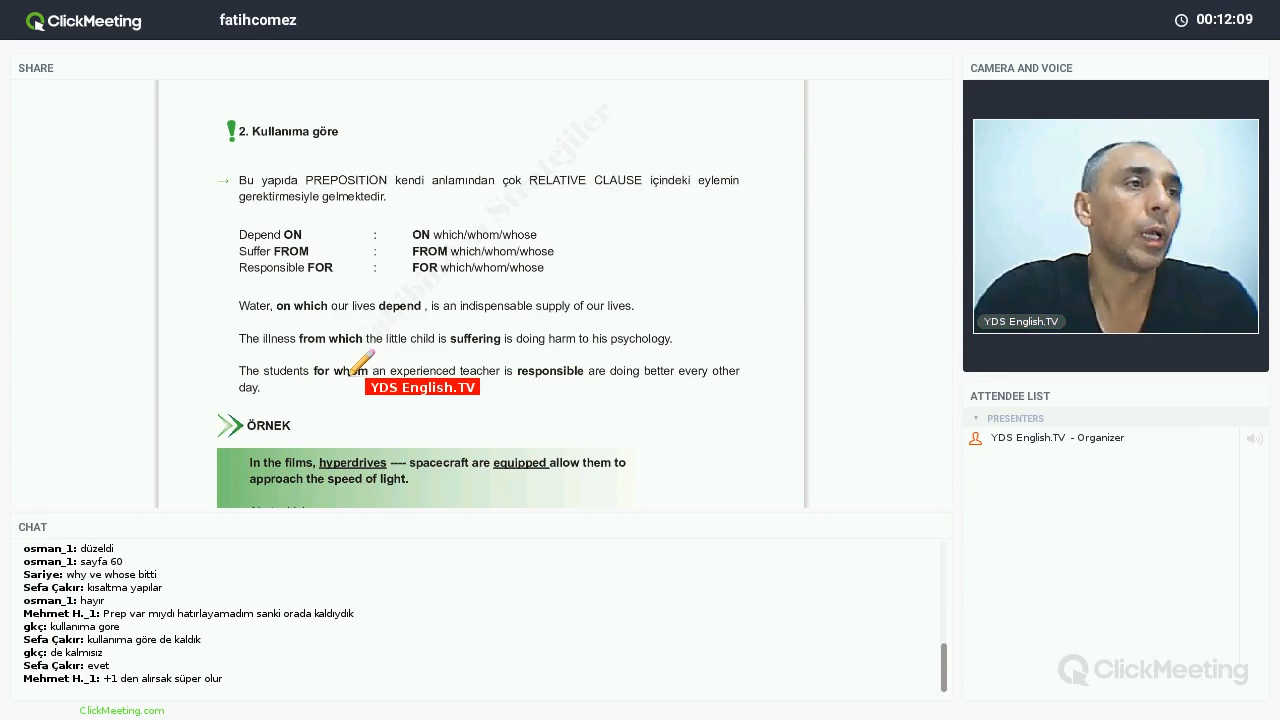 ClickMeeting
fatihcomez
00:12:09
SHARE
2. Kullanıma göre
→ Bu yapıda PREPOSITION kendi anlamından çok RELATIVE CLAUSE içindeki eylemin
gerektirmesiyle gelmektedir.
Depend ON : ON which/whom/whose
Suffer FROM : FROM which/whom/whose
Responsible FOR : FOR which/whom/whose
Water, on which our lives depend , is an indispensable supply of our lives.
The illness from which the little child is suffering is doing harm to his psychology.
The students for whom an experienced teacher is responsible are doing better every other
day.
YDS English.TV
ÖRNEK
In the films, hyperdrives ---- spacecraft are equipped allow them to
approach the speed of light.
Stratejiler
CAMERA AND VOICE
YDS English.TV
ATTENDEE LIST
PRESENTERS
YDS English.TV - Organizer
CHAT
osman_1: düzeldi
osman_1: sayfa 60
Sariye: why ve whose bitti
Sefa Çakır: kısaltma yapılar
osman_1: hayır
Mehmet H._1: Prep var mıydı hatırlayamadım sanki orada kaldıydık
gkç: kullanıma gore
Sefa Çakır: kullanıma göre de kaldık
gkç: de kalmısız
Sefa Çakır: evet
Mehmet H._1: +1 den alırsak süper olur
ClickMeeting
ClickMeeting.com